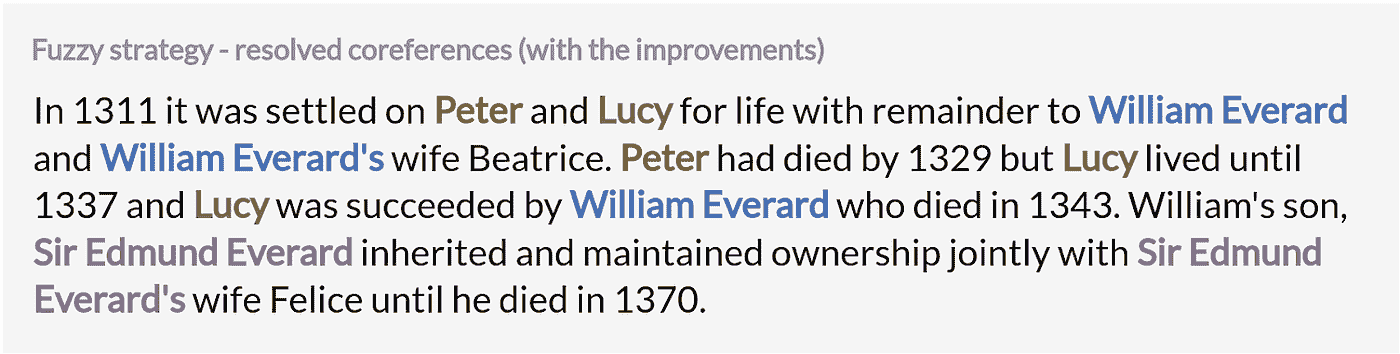 Fuzzy strategy - resolved coreferences (with the improvements)
In 1311 it was settled on Peter and Lucy for life with remainder to William Everard
and William Everard's wife Beatrice. Peter had died by 1329 but Lucy lived until
1337 and Lucy was succeeded by William Everard who died in 1343. William's son,
Sir Edmund Everard inherited and maintained ownership jointly with Sir Edmund
Everard's wife Felice until he died in 1370.